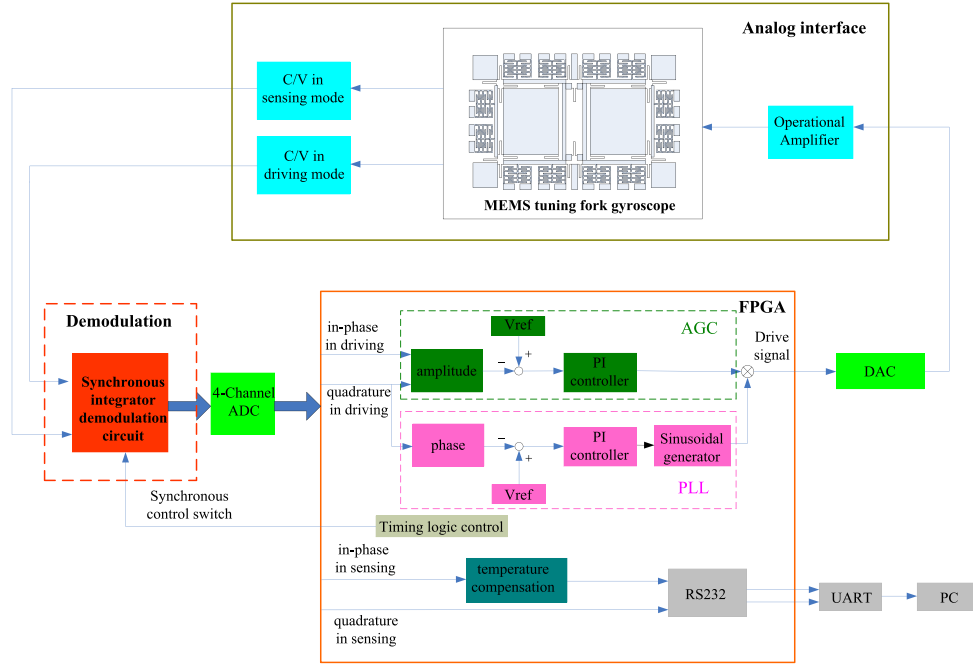 Analog interface
C/V in
sensing mode
C/V in
driving mode
Operational
Amplifier
MEMS tuning fork gyroscope
FPGA
Demodulation
Synchronous
integrator
demodulation
circuit
4-Channel
ADC
in-phase
in driving
quadrature
in driving
AGC
Vref
amplitude
−
+
PI
controller
Drive
signal
DAC
phase
−
+
Vref
PI
controller
Sinusoidal
generator
PLL
Synchronous
control switch
Timing logic control
in-phase
in sensing
temperature
compensation
quadrature
in sensing
RS232
UART
PC